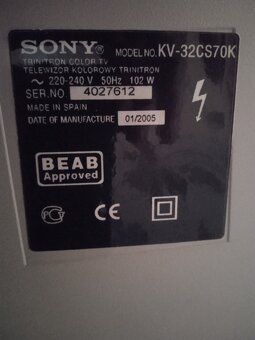 SONY® MODEL NO. KV-32CS70K
TRINITRON COLOR TV
TELEWIZOR KOLOROWY TRINITRON
~ 220-240 V 50Hz 102 W
SER.NO. 4027612
MADE IN SPAIN
DATE OF MANUFACTURE 01/2005
BEAB
Approved
CE